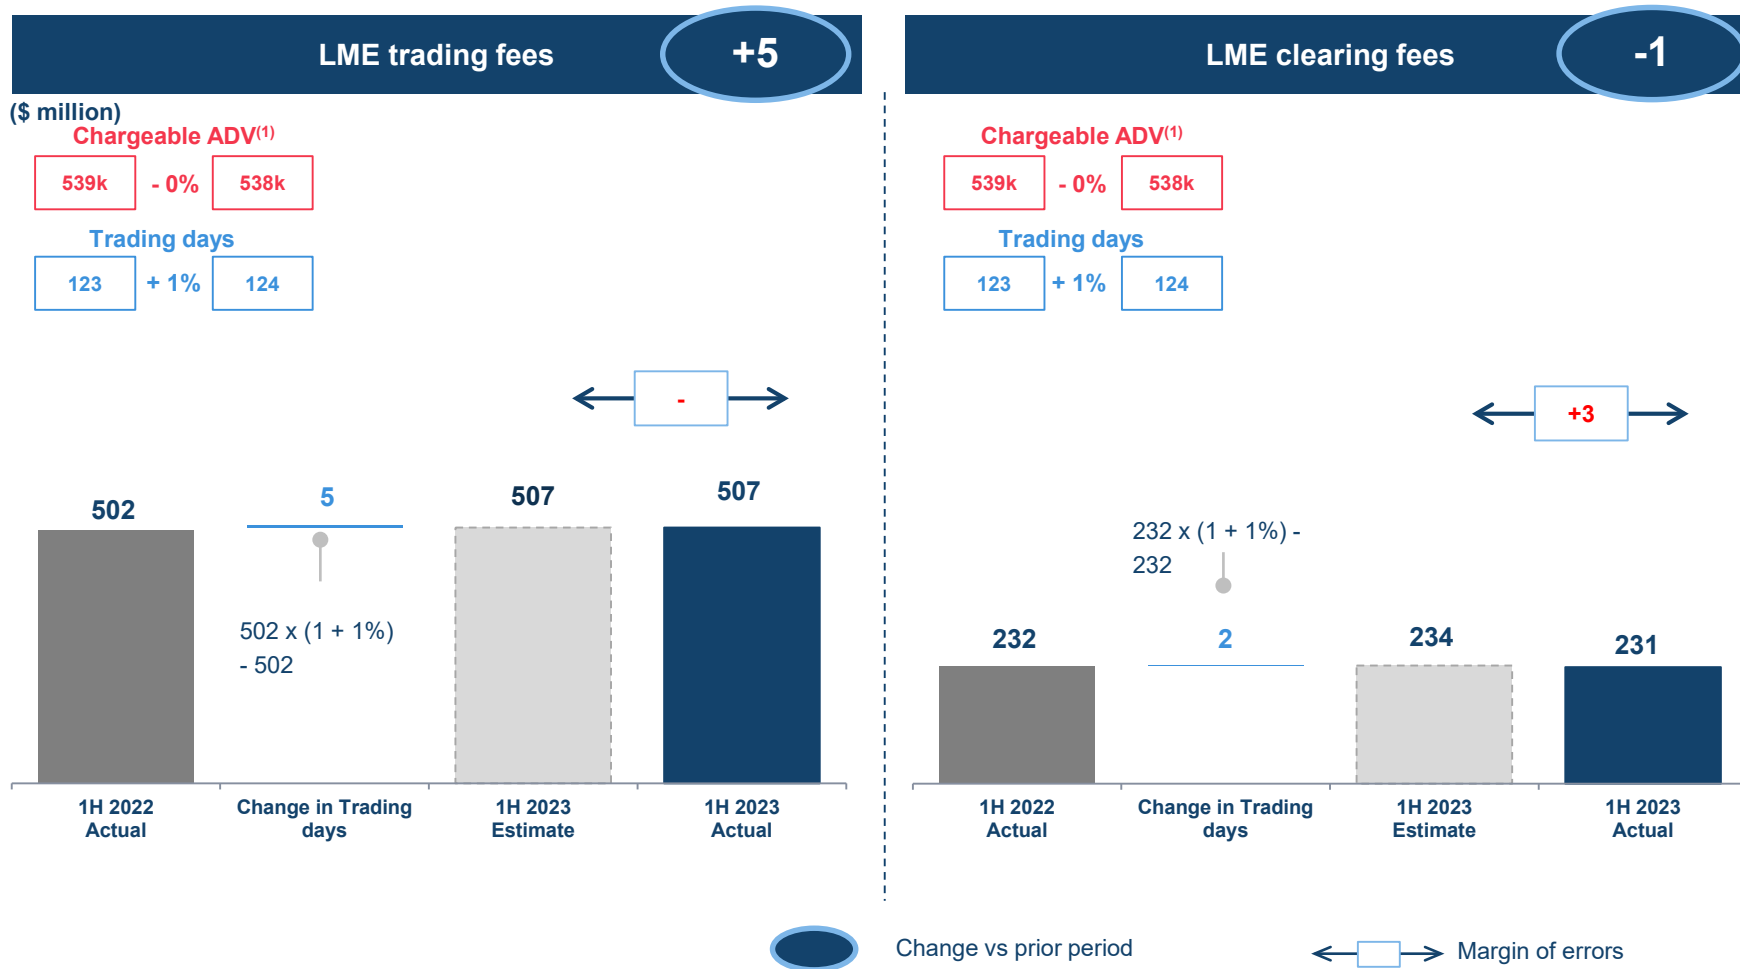 LME trading fees
+5
($ million)
Chargeable ADV(1)
539k - 0% 538k
Trading days
123 + 1% 124
-
502
5
507
507
502 x (1 + 1%)
- 502
1H 2022
Actual
Change in Trading
days
1H 2023
Estimate
1H 2023
Actual
LME clearing fees
-1
Chargeable ADV(1)
539k - 0% 538k
Trading days
123 + 1% 124
+3
232 x (1 + 1%) -
232
232
2
234
231
1H 2022
Actual
Change in Trading
days
1H 2023
Estimate
1H 2023
Actual
Change vs prior period
Margin of errors